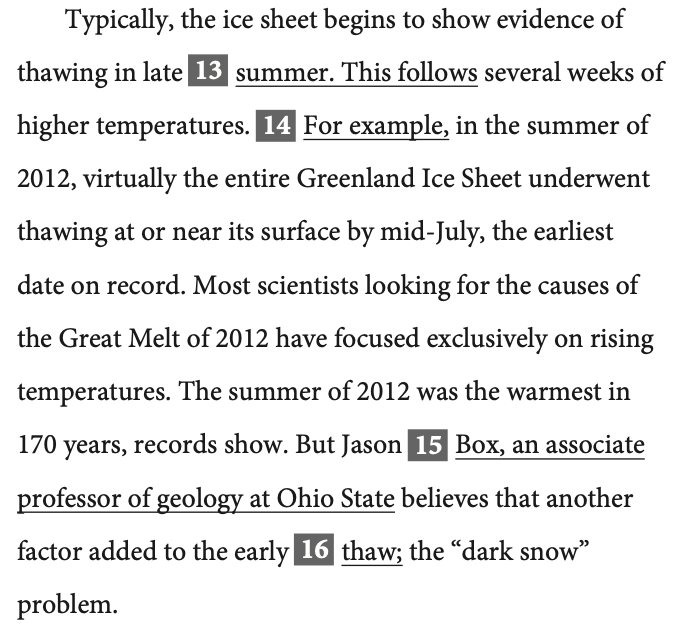 Typically, the ice sheet begins to show evidence of
thawing in late 13 summer. This follows several weeks of
higher temperatures. 14 For example, in the summer of
2012, virtually the entire Greenland Ice Sheet underwent
thawing at or near its surface by mid-July, the earliest
date on record. Most scientists looking for the causes of
the Great Melt of 2012 have focused exclusively on rising
temperatures. The summer of 2012 was the warmest in
170 years, records show. But Jason 15 Box, an associate
professor of geology at Ohio State believes that another
factor added to the early 16 thaw; the “dark snow”
problem.